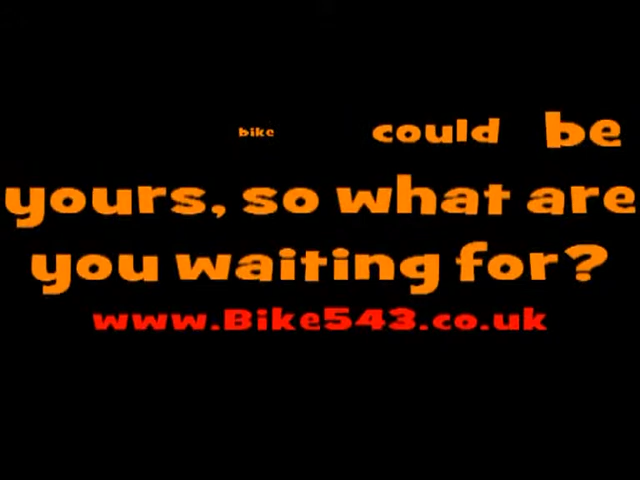 bike could be
yours, so what are
you waiting for?
www.Bike543.co.uk